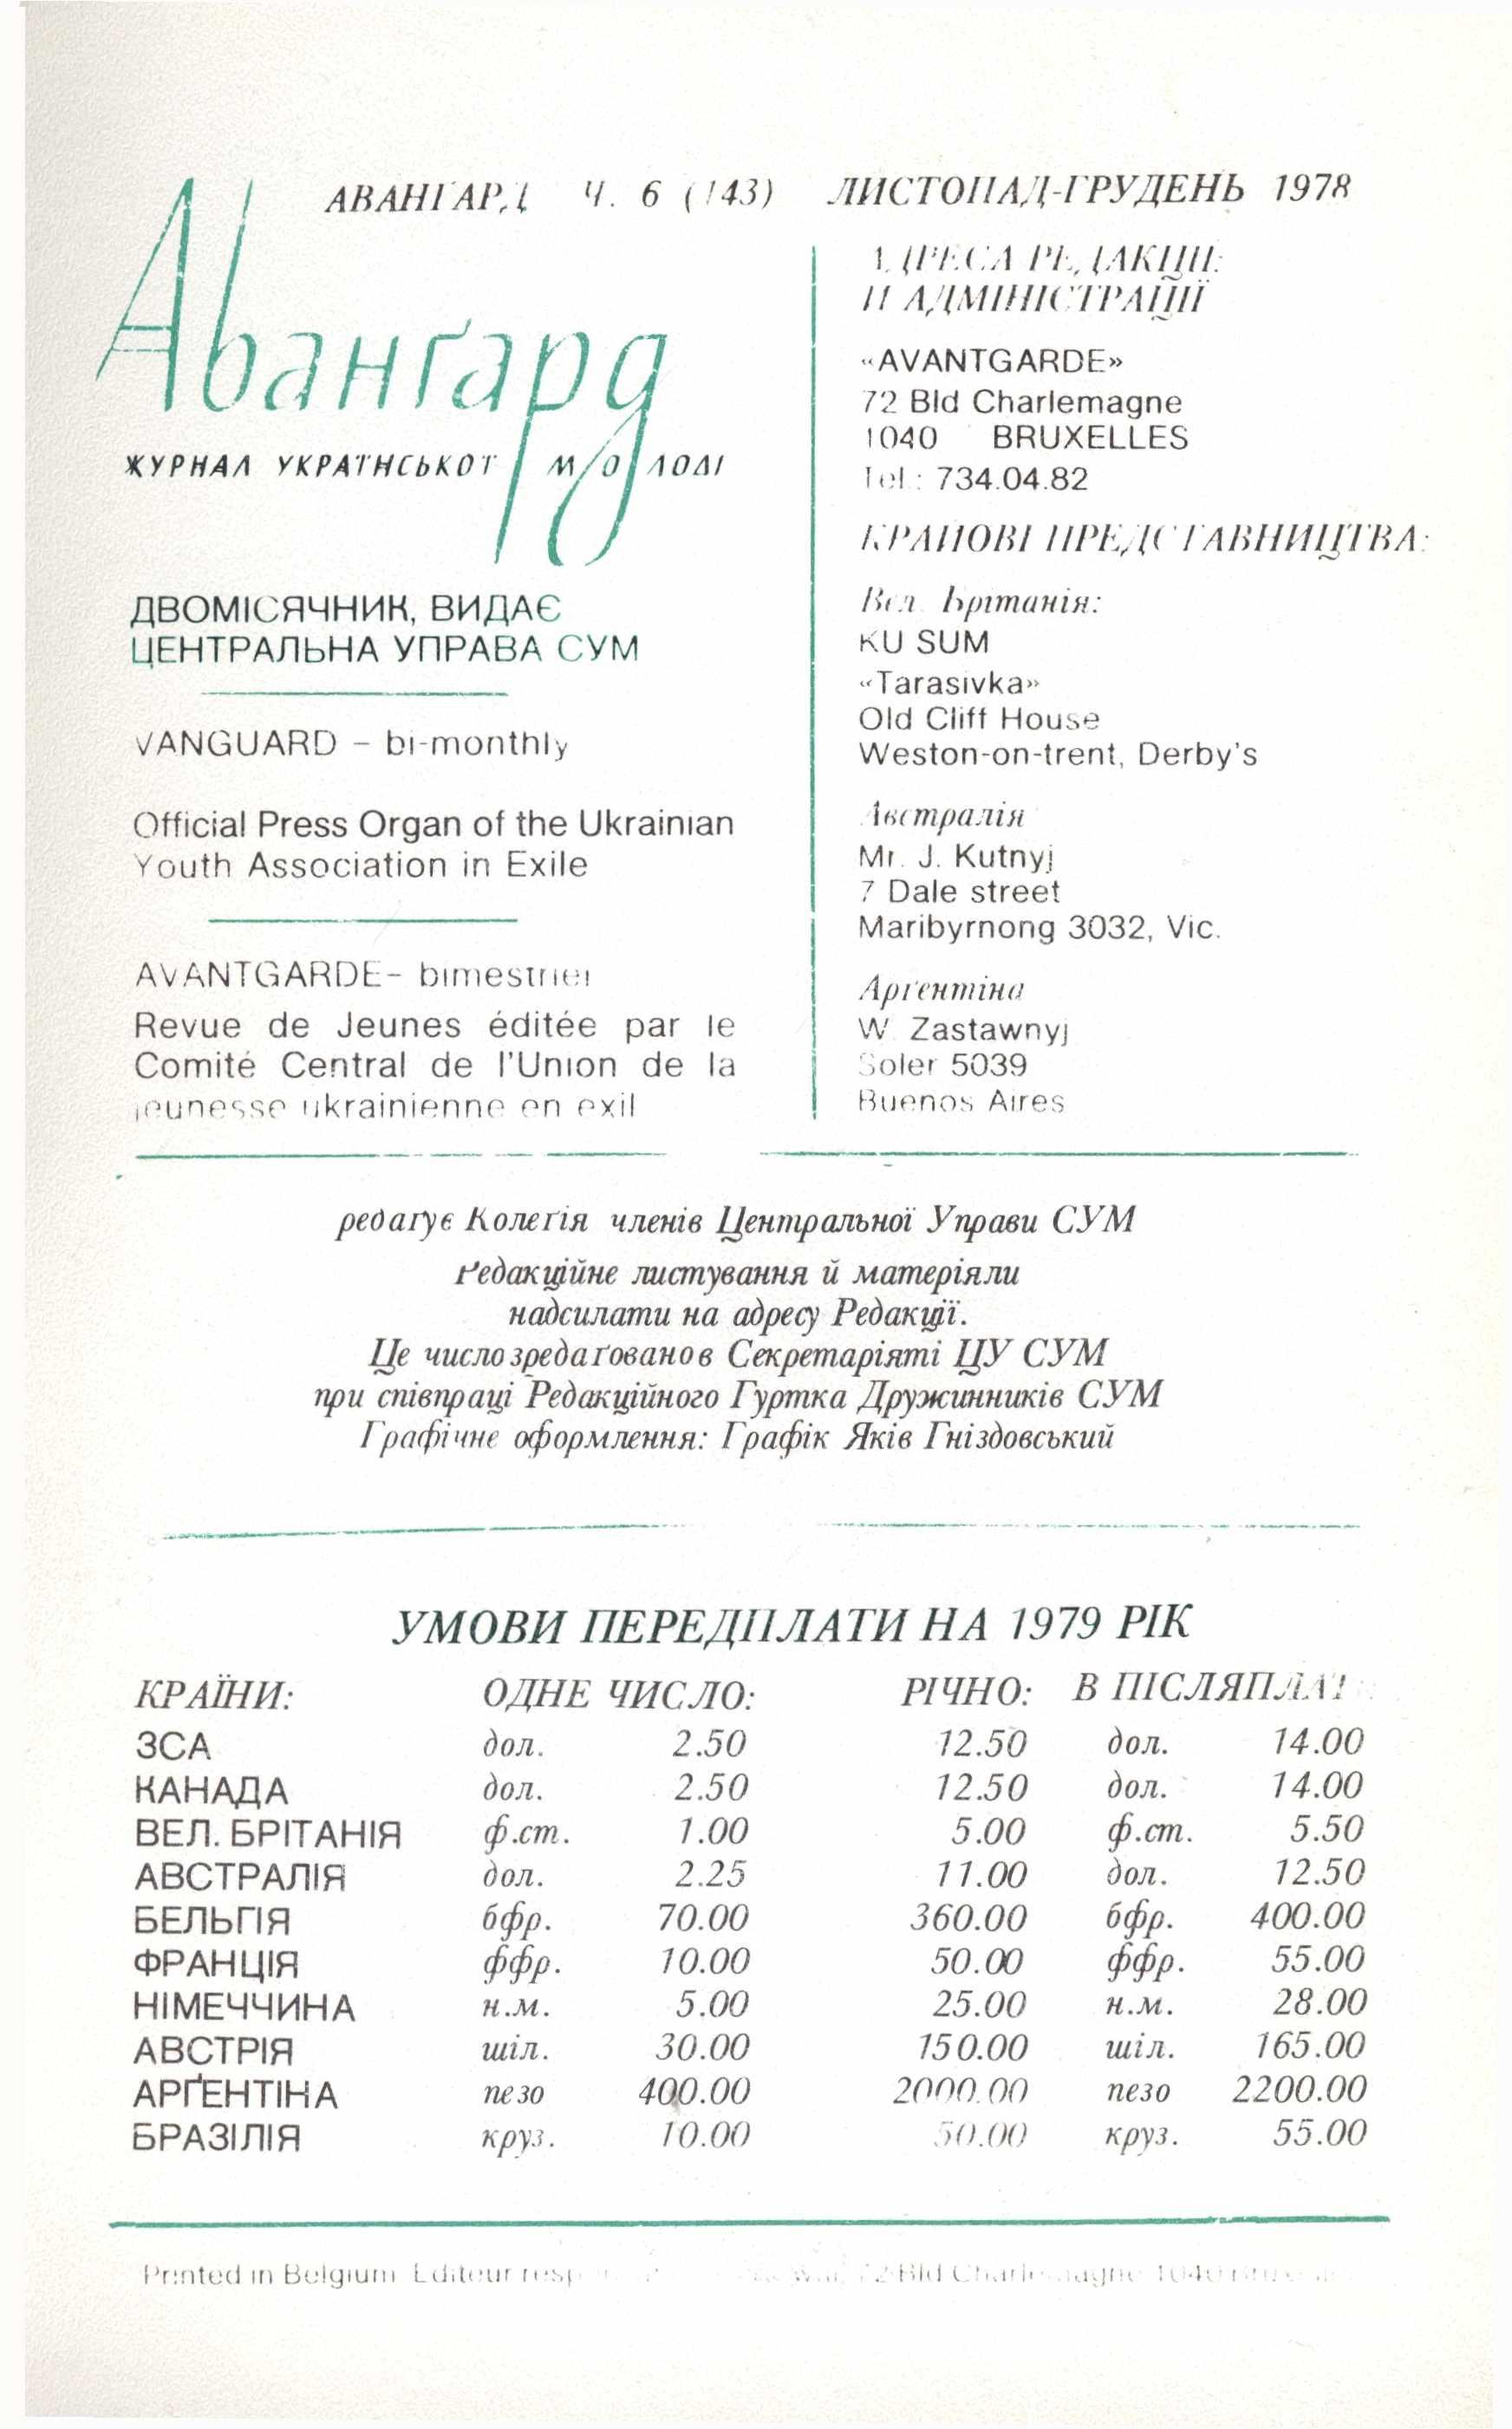 АВАНГАРД Ч. 6 (143) ЛИСТОПАД-ГРУДЕНЬ 1978
Авангард
ЖУРНАЛ УКРАЇНСЬКОЇ МОЛОДІ
ДВОМІСЯЧНИК, ВИДАЄ
ЦЕНТРАЛЬНА УПРАВА СУМ
VANGUARD – bi-monthly
Official Press Organ of the Ukrainian
Youth Association in Exile
AVANTGARDE- bimestriel
Revue de Jeunes éditée par le
Comité Central de l'Union de la
jeunesse ukrainienne en exil
АДРЕСА РЕДАКЦІЇ:
Й АДМІНІСТРАЦІЇ
«AVANTGARDE»
72 Bld Charlemagne
1040 BRUXELLES
Tel.: 734.04.82
КРАЙОВІ ПРЕДСТАВНИЦТВА:
Вел. Брітанія:
KU SUM
«Tarasivka»
Old Cliff House
Weston-on-trent, Derby's
Австралія
Mr. J. Kutnyj
7 Dale street
Maribyrnong 3032, Vic.
Аргентіна
W. Zastawnyj
Soler 5039
Buenos Aires
редагує Колегія членів Центральної Управи СУМ
Редакційне листування й матеріяли
надсилати на адресу Редакції.
Це число зредаговано в Секретаріяті ЦУ СУМ
при співпраці Редакційного Гуртка Дружинників СУМ
Графічне оформлення: Графік Яків Гніздовський
УМОВИ ПЕРЕДПЛАТИ НА 1979 РІК
КРАЇНИ: ОДНЕ ЧИСЛО: РІЧНО: В ПІСЛЯПЛАТІ
ЗСА дол. 2.50 12.50 дол. 14.00
КАНАДА дол. 2.50 12.50 дол. 14.00
ВЕЛ. БРІТАНІЯ ф.ст. 1.00 5.00 ф.ст. 5.50
АВСТРАЛІЯ дол. 2.25 11.00 дол. 12.50
БЕЛЬГІЯ бфр. 70.00 360.00 бфр. 400.00
ФРАНЦІЯ ффр. 10.00 50.00 ффр. 55.00
НІМЕЧЧИНА н.м. 5.00 25.00 н.м. 28.00
АВСТРІЯ шіл. 30.00 150.00 шіл. 165.00
АРҐЕНТІНА пезо 400.00 2000.00 пезо 2200.00
БРАЗІЛІЯ круз. 10.00 50.00 круз. 55.00
Printed in Belgium Editeur 72 Bld Charlemagne 1040